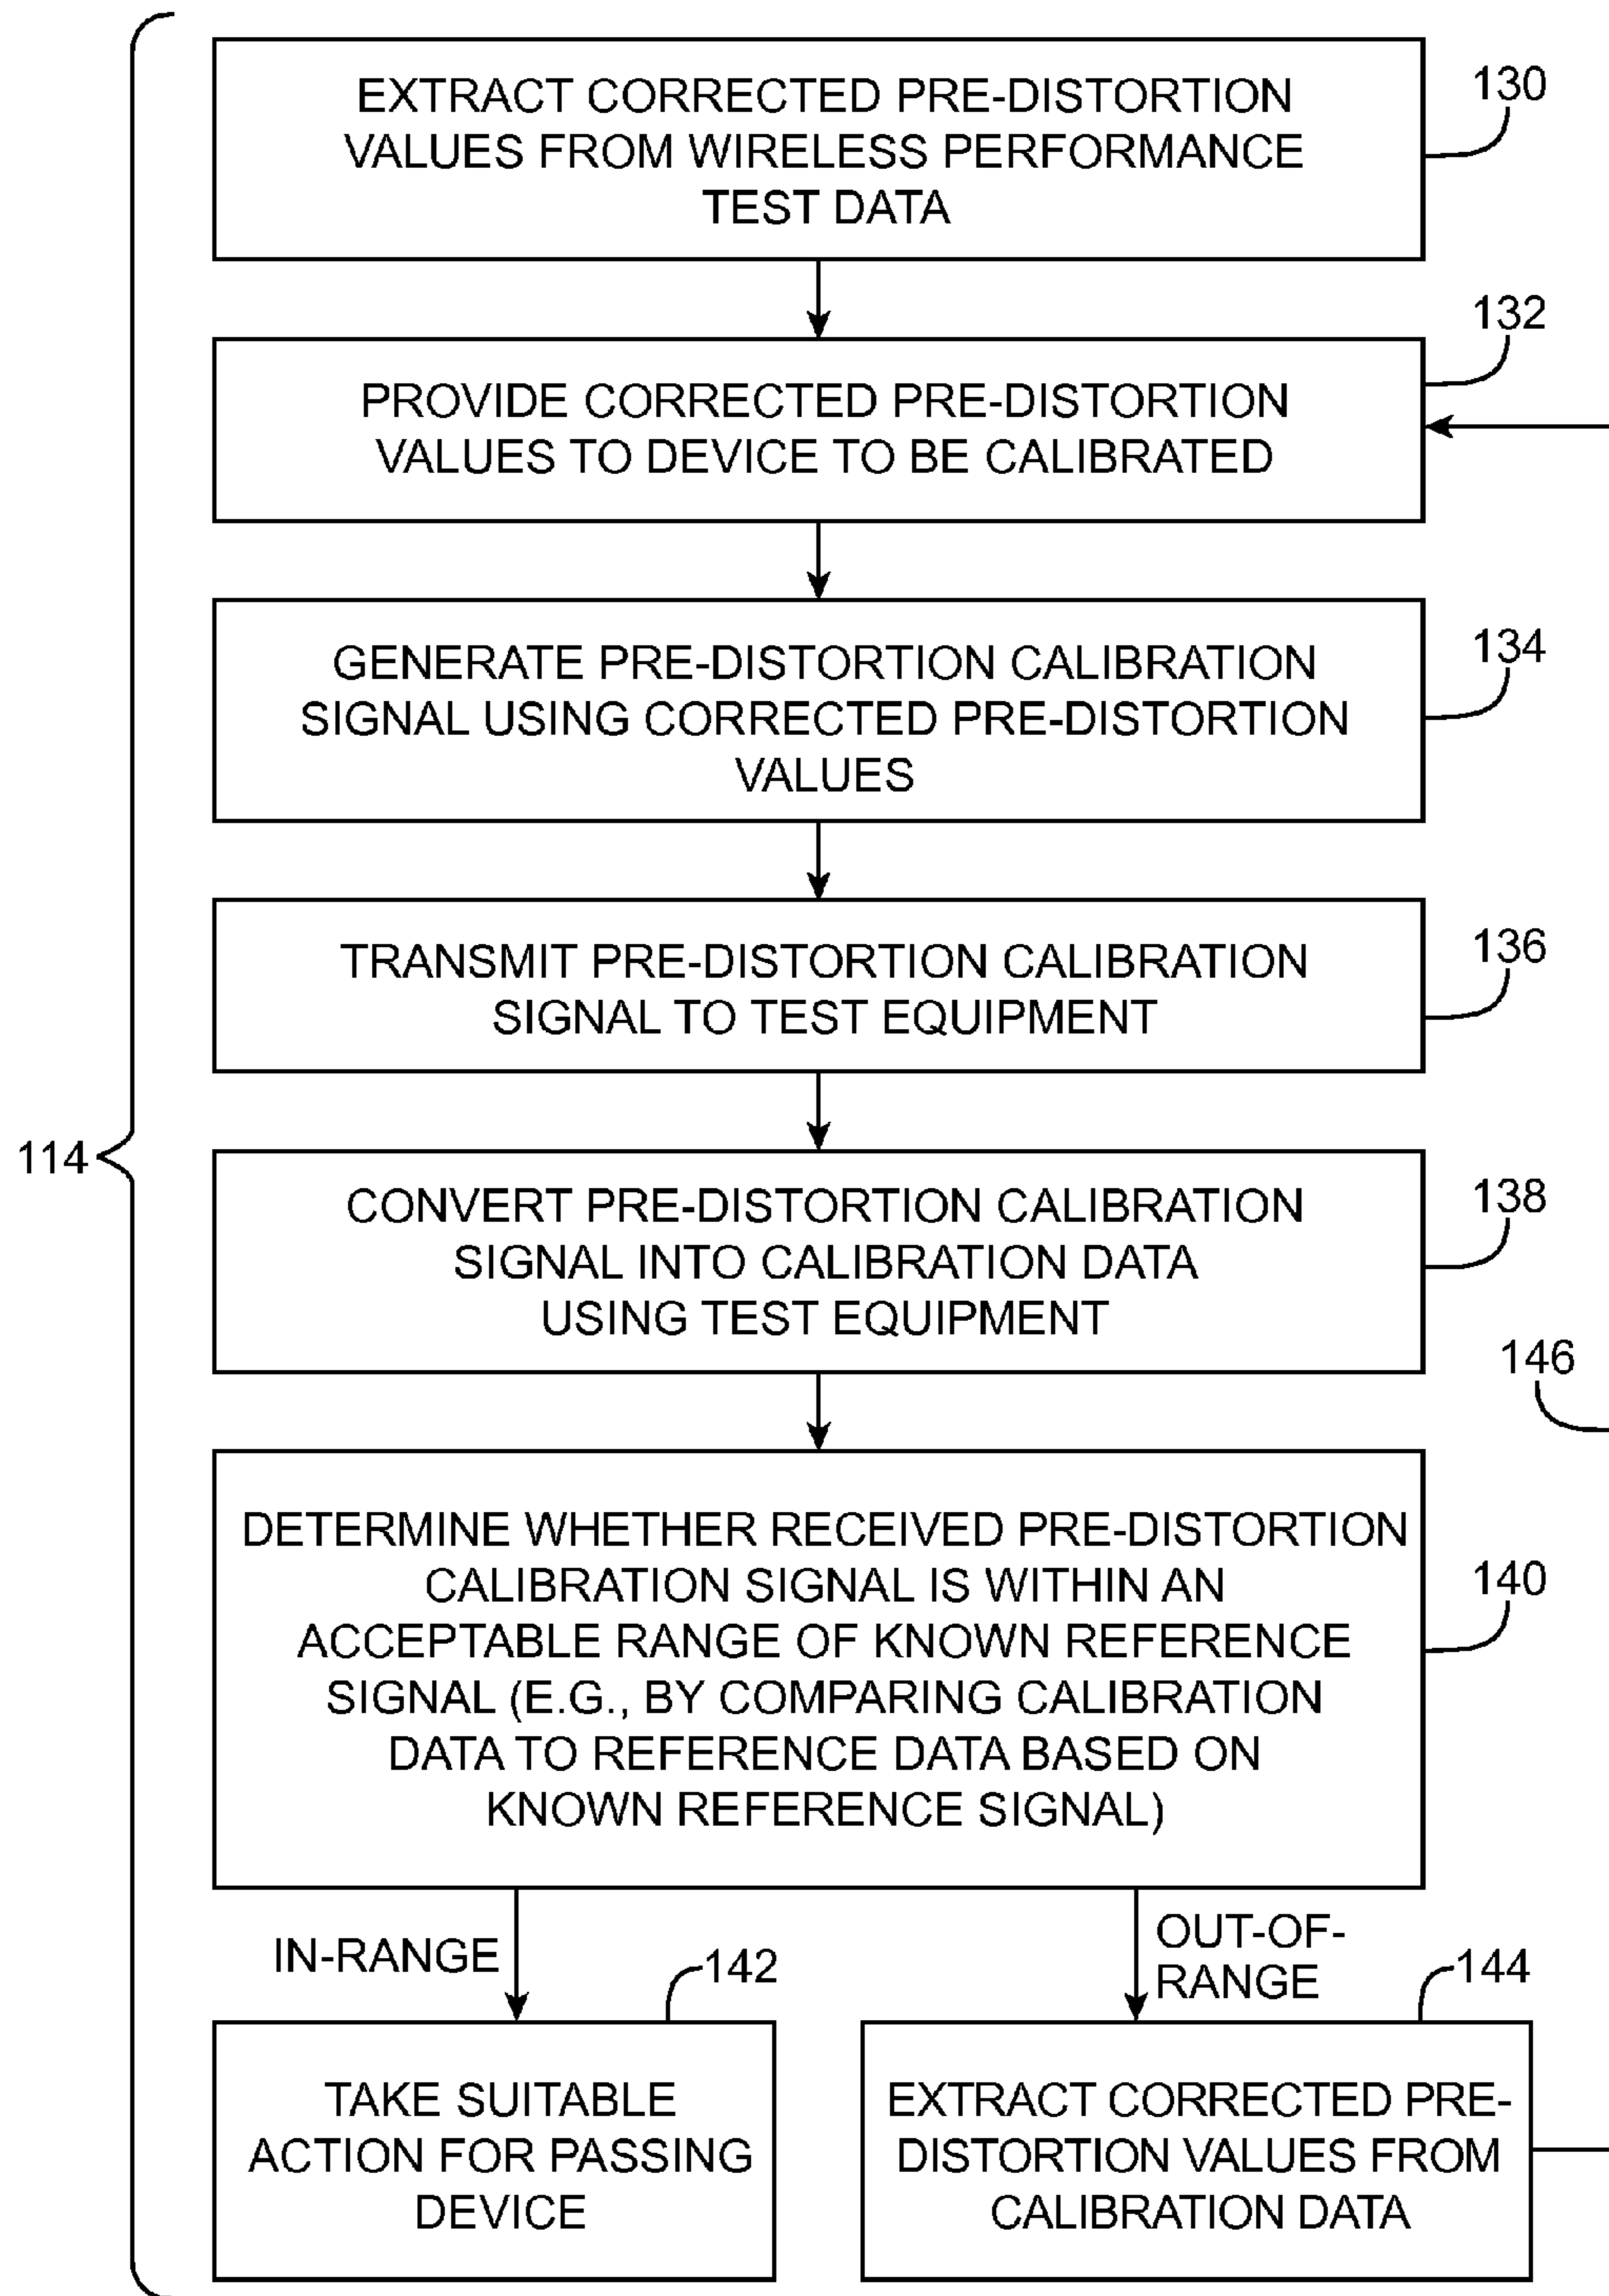 EXTRACT CORRECTED PRE-DISTORTION
VALUES FROM WIRELESS PERFORMANCE
TEST DATA
130
132
PROVIDE CORRECTED PRE-DISTORTION
VALUES TO DEVICE TO BE CALIBRATED
GENERATE PRE-DISTORTION CALIBRATION
SIGNAL USING CORRECTED PRE-DISTORTION
VALUES
134
TRANSMIT PRE-DISTORTION CALIBRATION
SIGNAL TO TEST EQUIPMENT
136
114
CONVERT PRE-DISTORTION CALIBRATION
SIGNAL INTO CALIBRATION DATA
USING TEST EQUIPMENT
138
146
DETERMINE WHETHER RECEIVED PRE-DISTORTION
CALIBRATION SIGNAL IS WITHIN AN
ACCEPTABLE RANGE OF KNOWN REFERENCE
SIGNAL (E.G., BY COMPARING CALIBRATION
DATA TO REFERENCE DATA BASED ON
KNOWN REFERENCE SIGNAL)
140
IN-RANGE
OUT-OF-
RANGE
142
144
TAKE SUITABLE
ACTION FOR PASSING
DEVICE
EXTRACT CORRECTED PRE-
DISTORTION VALUES FROM
CALIBRATION DATA